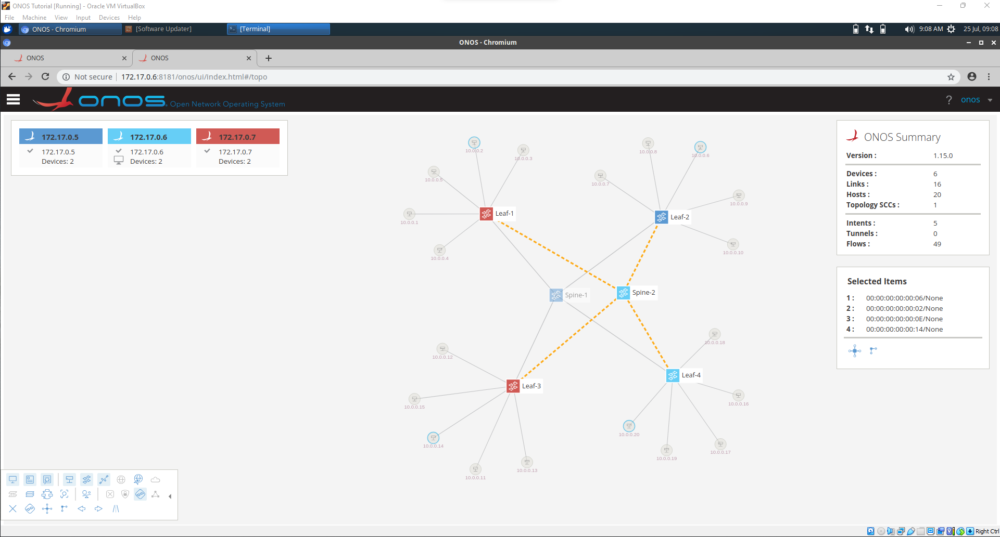 ONOS Tutorial [Running] - Oracle VM VirtualBox
File Machine View Input Devices Help
ONOS - Chromium [Software Updater] [Terminal] 9:08 AM 25 Jul, 09:08
ONOS - Chromium
ONOS ONOS
Not secure 172.17.0.6:8181/onos/ui/index.html#/topo
onos Open Network Operating System ? onos
172.17.0.5 172.17.0.6 172.17.0.7
172.17.0.5 172.17.0.6 172.17.0.7
Devices: 2 Devices: 2 Devices: 2
10.0.0.2
10.0.0.3
10.0.0.5
10.0.0.1
10.0.0.4
Leaf-1
10.0.0.8
10.0.0.6
10.0.0.7
10.0.0.9
10.0.0.10
Leaf-2
Spine-1
Spine-2
10.0.0.12
10.0.0.15
10.0.0.14
10.0.0.11
10.0.0.13
Leaf-3
10.0.0.18
10.0.0.16
10.0.0.20
10.0.0.19
10.0.0.17
Leaf-4
ONOS Summary
Version : 1.15.0
Devices : 6
Links : 16
Hosts : 20
Topology SCCs : 1
Intents : 5
Tunnels : 0
Flows : 49
Selected Items
1 : 00:00:00:00:00:06/None
2 : 00:00:00:00:00:02/None
3 : 00:00:00:00:00:0E/None
4 : 00:00:00:00:00:14/None
Right Ctrl